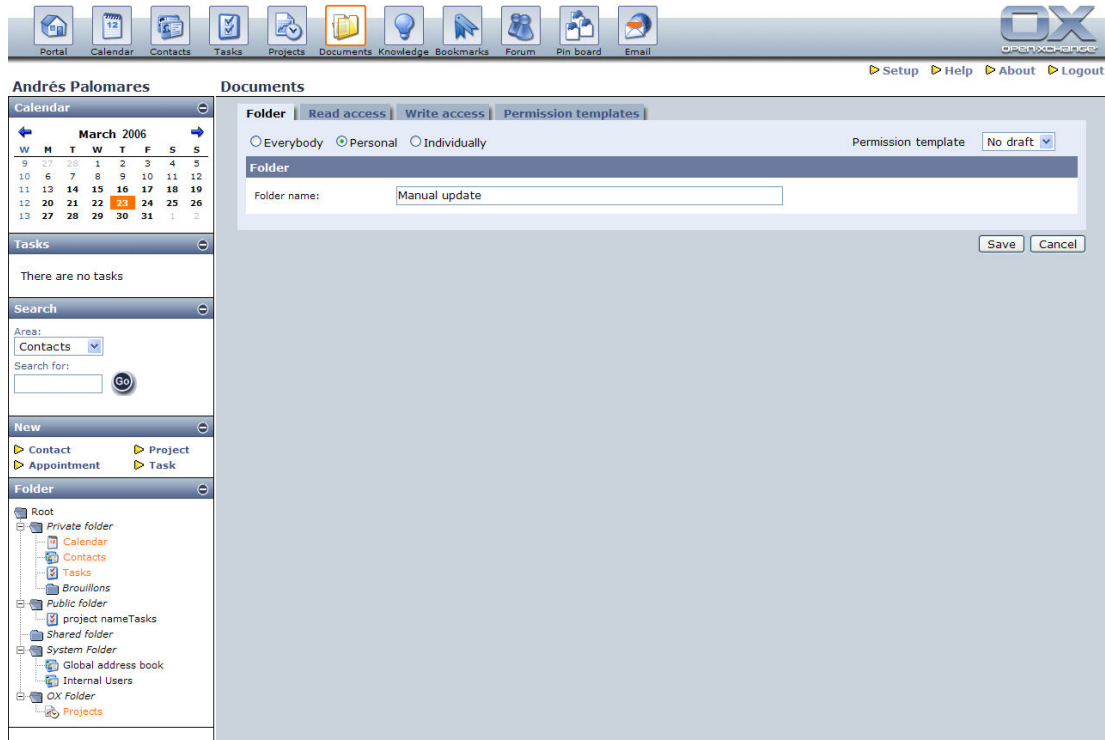 Portal Calendar Contacts Tasks Projects Documents Knowledge Bookmarks Forum Pin board Email
OX
OPEN-XCHANGE
Setup Help About Logout
Andrés Palomares
Documents
Calendar
March 2006
W M T W T F S S
9 27 28 1 2 3 4 5
10 6 7 8 9 10 11 12
11 13 14 15 16 17 18 19
12 20 21 22 23 24 25 26
13 27 28 29 30 31 1 2
Tasks
There are no tasks
Search
Area:
Contacts
Search for:
Go
New
Contact Project
Appointment Task
Folder
Root
Private folder
Calendar
Contacts
Tasks
Brouillons
Public folder
project nameTasks
Shared folder
System Folder
Global address book
Internal Users
OX Folder
Projects
Folder Read access Write access Permission templates
Everybody Personal Individually Permission template No draft
Folder
Folder name: Manual update
Save Cancel